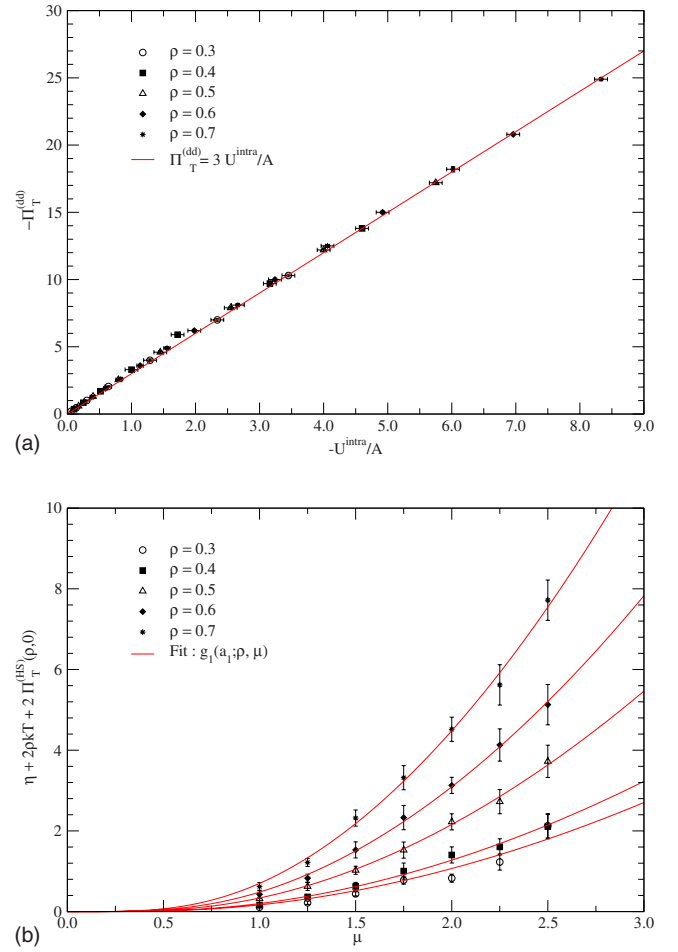 -30
-25
-20
-15
-10
-5
0
-Π_T^(dd)
ρ = 0.3
ρ = 0.4
ρ = 0.5
ρ = 0.6
ρ = 0.7
Π_T^(dd) = 3 U^intra/A
0.0 1.0 2.0 3.0 4.0 5.0 6.0 7.0 8.0 9.0
-U^intra/A
(a)
10
8
6
4
2
0
η + 2ρkT + 2 Π_T^(HS)(ρ,0)
ρ = 0.3
ρ = 0.4
ρ = 0.5
ρ = 0.6
ρ = 0.7
Fit : g_1(a_1;ρ, μ)
0.0 0.5 1.0 1.5 2.0 2.5 3.0
μ
(b)